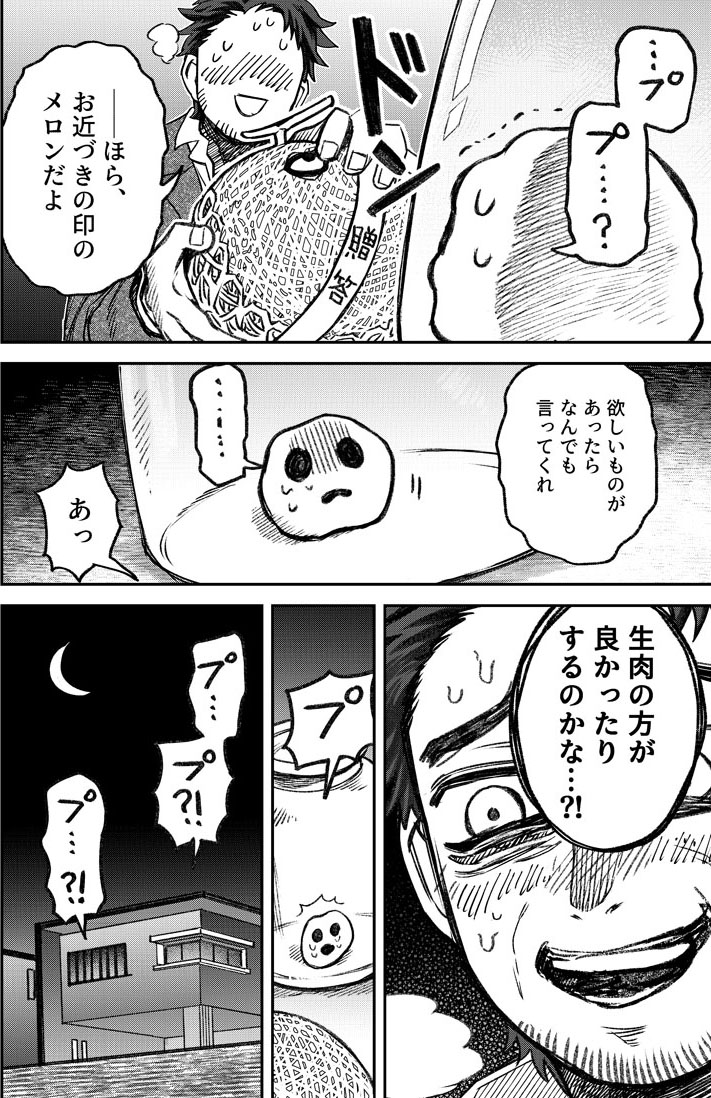 …プ
プ……?
ドン
──ほら、
お近づきの印の
メロンだよ
贈答
欲しいものが
あったら
なんでも
言ってくれ
………
あっ
生肉の方が
良かったり
するのかな…?!
プ
プ…
プ?!
プ…?!